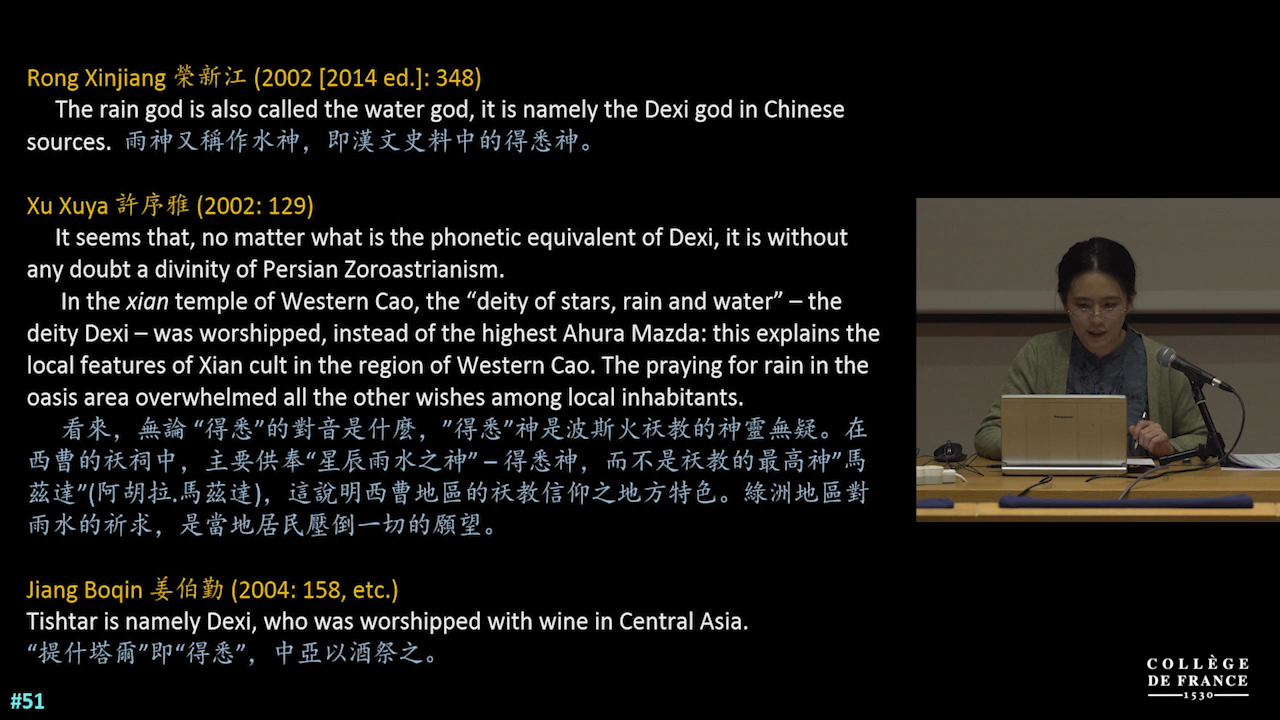 Rong Xinjiang 榮新江 (2002 [2014 ed.]: 348)
The rain god is also called the water god, it is namely the Dexi god in Chinese
sources. 雨神又稱作水神，即漢文史料中的得悉神。
Xu Xuya 許序雅 (2002: 129)
It seems that, no matter what is the phonetic equivalent of Dexi, it is without
any doubt a divinity of Persian Zoroastrianism.
In the xian temple of Western Cao, the “deity of stars, rain and water” – the
deity Dexi – was worshipped, instead of the highest Ahura Mazda: this explains the
local features of Xian cult in the region of Western Cao. The praying for rain in the
oasis area overwhelmed all the other wishes among local inhabitants.
看來，無論 “得悉”的對音是什麼，”得悉”神是波斯火祆教的神靈無疑。在
西曹的祆祠中，主要供奉“星辰雨水之神” – 得悉神，而不是祆教的最高神”馬
茲達”(阿胡拉.馬茲達)，這說明西曹地區的祆教信仰之地方特色。綠洲地區對
雨水的祈求，是當地居民壓倒一切的願望。
Jiang Boqin 姜伯勤 (2004: 158, etc.)
Tishtar is namely Dexi, who was worshipped with wine in Central Asia.
“提什塔爾”即“得悉”，中亞以酒祭之。
#51
COLLÈGE
DE FRANCE
1530